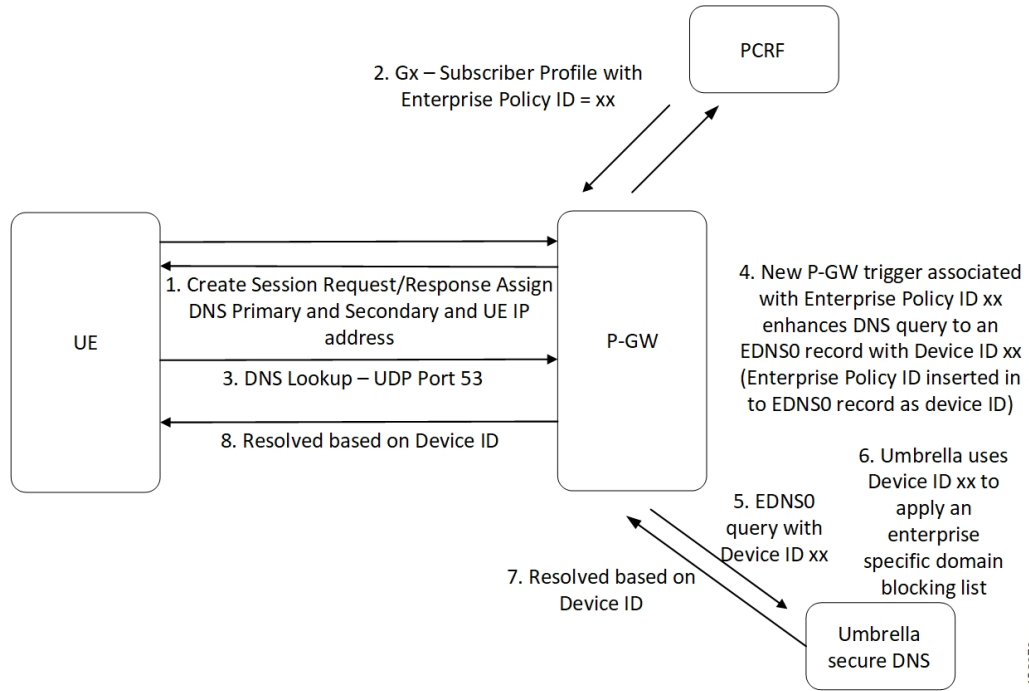 PCRF
2. Gx – Subscriber Profile with
Enterprise Policy ID = xx
1. Create Session Request/Response Assign
DNS Primary and Secondary and UE IP
address
UE
P-GW
3. DNS Lookup – UDP Port 53
8. Resolved based on Device ID
4. New P-GW trigger associated
with Enterprise Policy ID xx
enhances DNS query to an
EDNS0 record with Device ID xx
(Enterprise Policy ID inserted in
to EDNS0 record as device ID)
5. EDNS0
query with
Device ID xx
6. Umbrella uses
Device ID xx to
apply an
enterprise
specific domain
blocking list
7. Resolved based on
Device ID
Umbrella
secure DNS